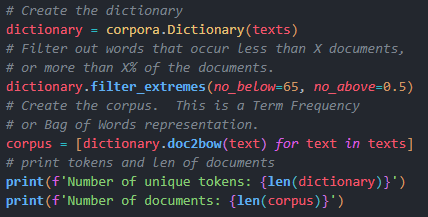 # Create the dictionary
dictionary = corpora.Dictionary(texts)
# Filter out words that occur less than X documents,
# or more than X% of the documents.
dictionary.filter_extremes(no_below=65, no_above=0.5)
# Create the corpus.  This is a Term Frequency
# or Bag of Words representation.
corpus = [dictionary.doc2bow(text) for text in texts]
# print tokens and len of documents
print(f'Number of unique tokens: {len(dictionary)}')
print(f'Number of documents: {len(corpus)}')